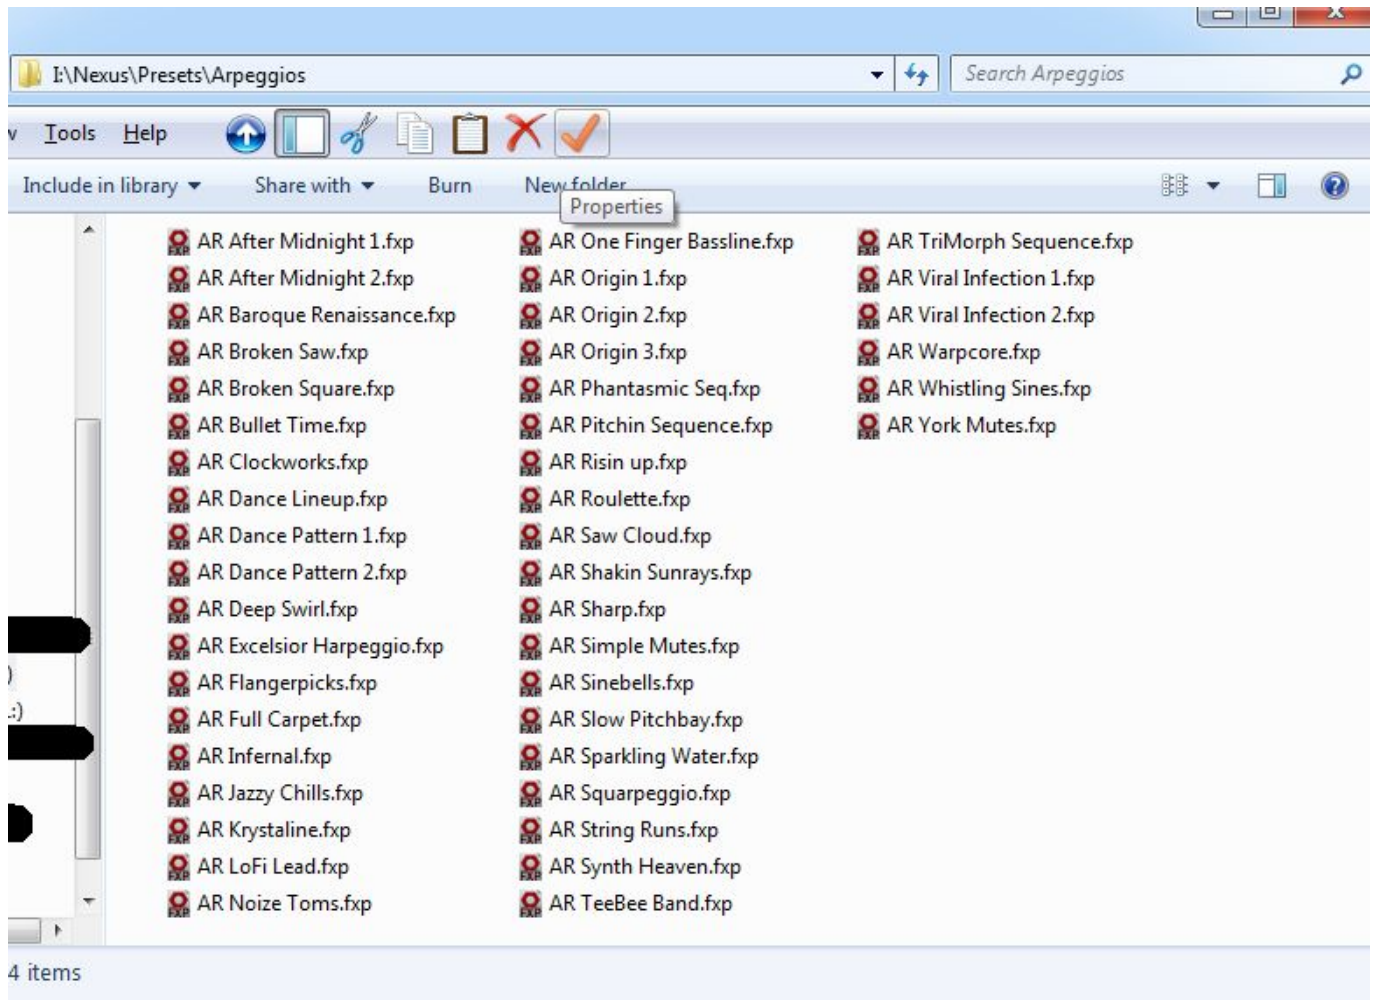 I:\Nexus\Presets\Arpeggios
Search Arpeggios
w Tools Help
Include in library Share with Burn New folder
Properties
AR After Midnight 1.fxp
AR After Midnight 2.fxp
AR Baroque Renaissance.fxp
AR Broken Saw.fxp
AR Broken Square.fxp
AR Bullet Time.fxp
AR Clockworks.fxp
AR Dance Lineup.fxp
AR Dance Pattern 1.fxp
AR Dance Pattern 2.fxp
AR Deep Swirl.fxp
AR Excelsior Harpeggio.fxp
AR Flangerpicks.fxp
AR Full Carpet.fxp
AR Infernal.fxp
AR Jazzy Chills.fxp
AR Krystaline.fxp
AR LoFi Lead.fxp
AR Noize Toms.fxp
AR One Finger Bassline.fxp
AR Origin 1.fxp
AR Origin 2.fxp
AR Origin 3.fxp
AR Phantasmic Seq.fxp
AR Pitchin Sequence.fxp
AR Risin up.fxp
AR Roulette.fxp
AR Saw Cloud.fxp
AR Shakin Sunrays.fxp
AR Sharp.fxp
AR Simple Mutes.fxp
AR Sinebells.fxp
AR Slow Pitchbay.fxp
AR Sparkling Water.fxp
AR Squarpeggio.fxp
AR String Runs.fxp
AR Synth Heaven.fxp
AR TeeBee Band.fxp
AR TriMorph Sequence.fxp
AR Viral Infection 1.fxp
AR Viral Infection 2.fxp
AR Warpcore.fxp
AR Whistling Sines.fxp
AR York Mutes.fxp
)
:)
4 items